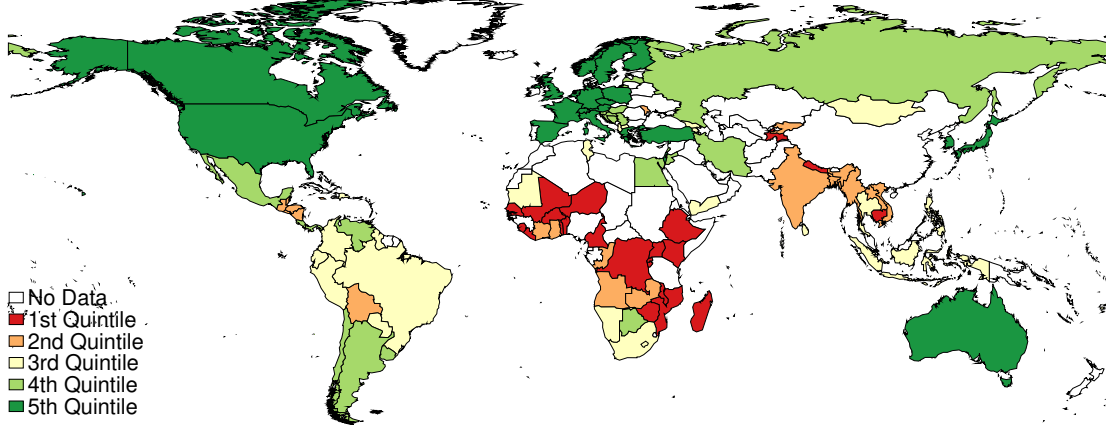 No Data
1st Quintile
2nd Quintile
3rd Quintile
4th Quintile
5th Quintile